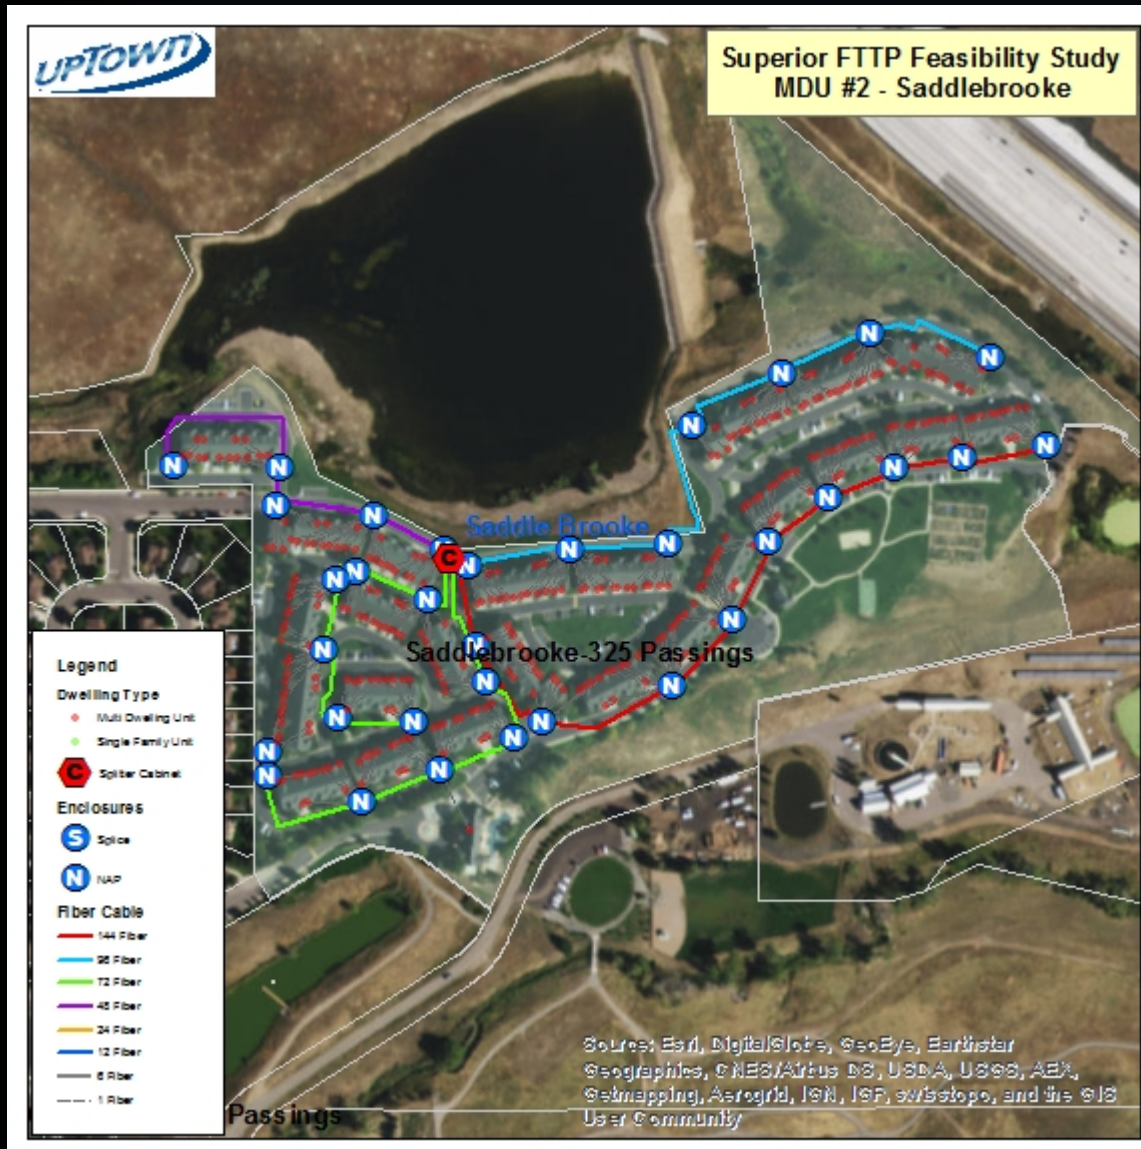 UPTOWN
Superior FTTP Feasibility Study
MDU #2 - Saddlebrooke
N
N
N
N
N
N
N
N
N
N
N
N
N
Saddle Brooke
N
N
N
N
C
N
N
N
N
N
N
N
N
Saddlebrooke-325 Passings
N
N
N
N
N
N
N
N
N
N
N
Legend
Dwelling Type
Multi Dwelling Unit
Single Family Unit
C
Splitter Cabinet
Enclosures
S
Splice
N
NAP
Fiber Cable
144 Fiber
96 Fiber
72 Fiber
48 Fiber
24 Fiber
12 Fiber
6 Fiber
1 Fiber
Passings
Source: Esri, DigitalGlobe, GeoEye, Earthstar
Geographics, CNES/Airbus DS, USDA, USGS, AEX,
Getmapping, Aerogrid, IGN, IGP, swisstopo, and the GIS
User Community